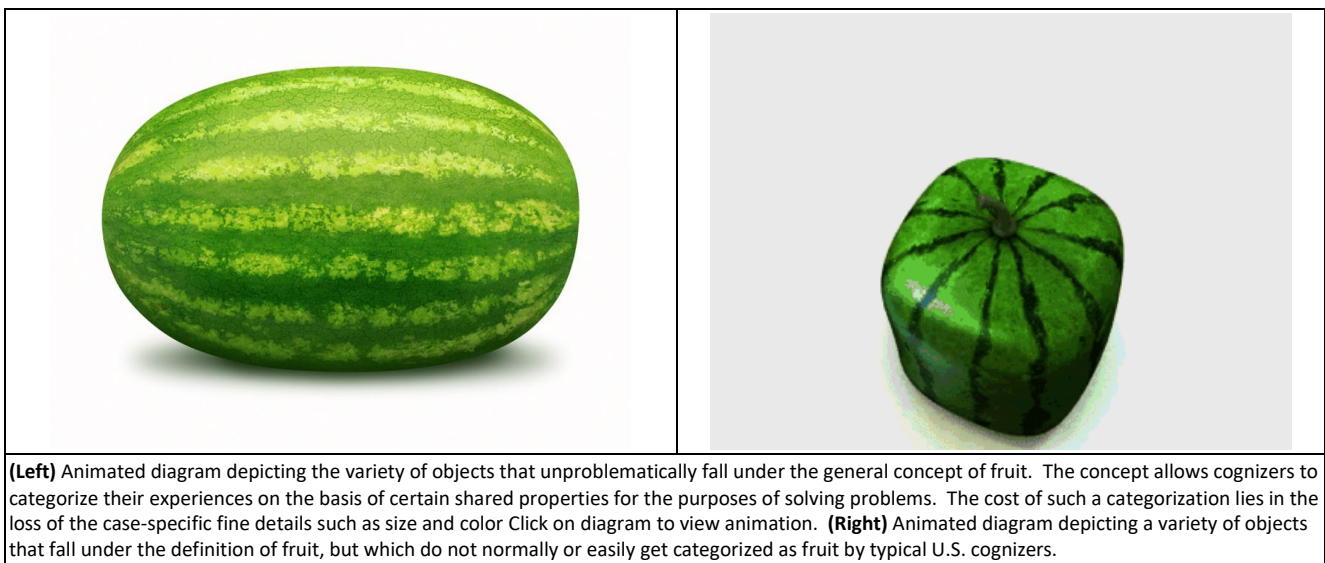 (Left) Animated diagram depicting the variety of objects that unproblematically fall under the general concept of fruit.  The concept allows cognizers to
categorize their experiences on the basis of certain shared properties for the purposes of solving problems.  The cost of such a categorization lies in the
loss of the case-specific fine details such as size and color Click on diagram to view animation.  (Right) Animated diagram depicting a variety of objects
that fall under the definition of fruit, but which do not normally or easily get categorized as fruit by typical U.S. cognizers.